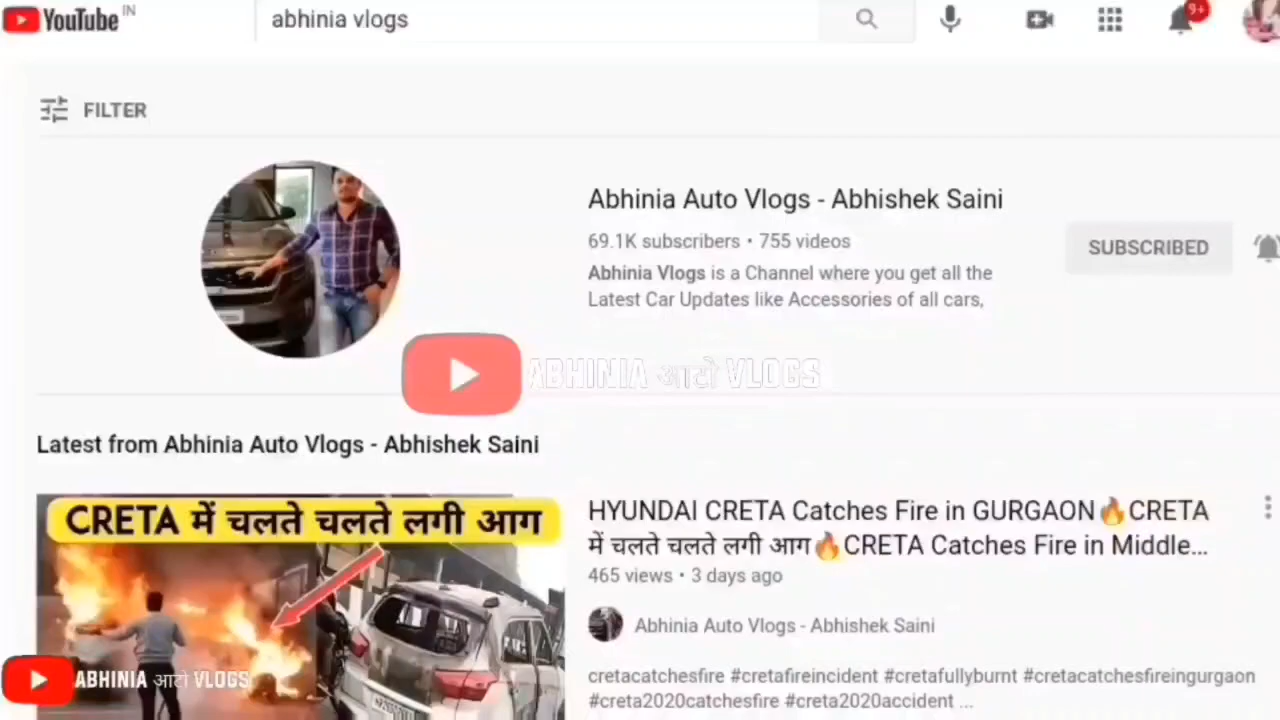 YouTube IN
abhinia vlogs
9+
FILTER
Abhinia Auto Vlogs - Abhishek Saini
69.1K subscribers • 755 videos
SUBSCRIBED
Abhinia Vlogs is a Channel where you get all the
Latest Car Updates like Accessories of all cars,
ABHINIA आटो VLOGS
Latest from Abhinia Auto Vlogs - Abhishek Saini
CRETA में चलते चलते लगी आग
HYUNDAI CRETA Catches Fire in GURGAON🔥CRETA
में चलते चलते लगी आग🔥CRETA Catches Fire in Middle...
465 views • 3 days ago
Abhinia Auto Vlogs - Abhishek Saini
ABHINIA आटो VLOGS
cretacatchesfire #cretafireincident #cretafullyburnt #cretacatchesfireingurgaon
#creta2020catchesfire #creta2020accident ...